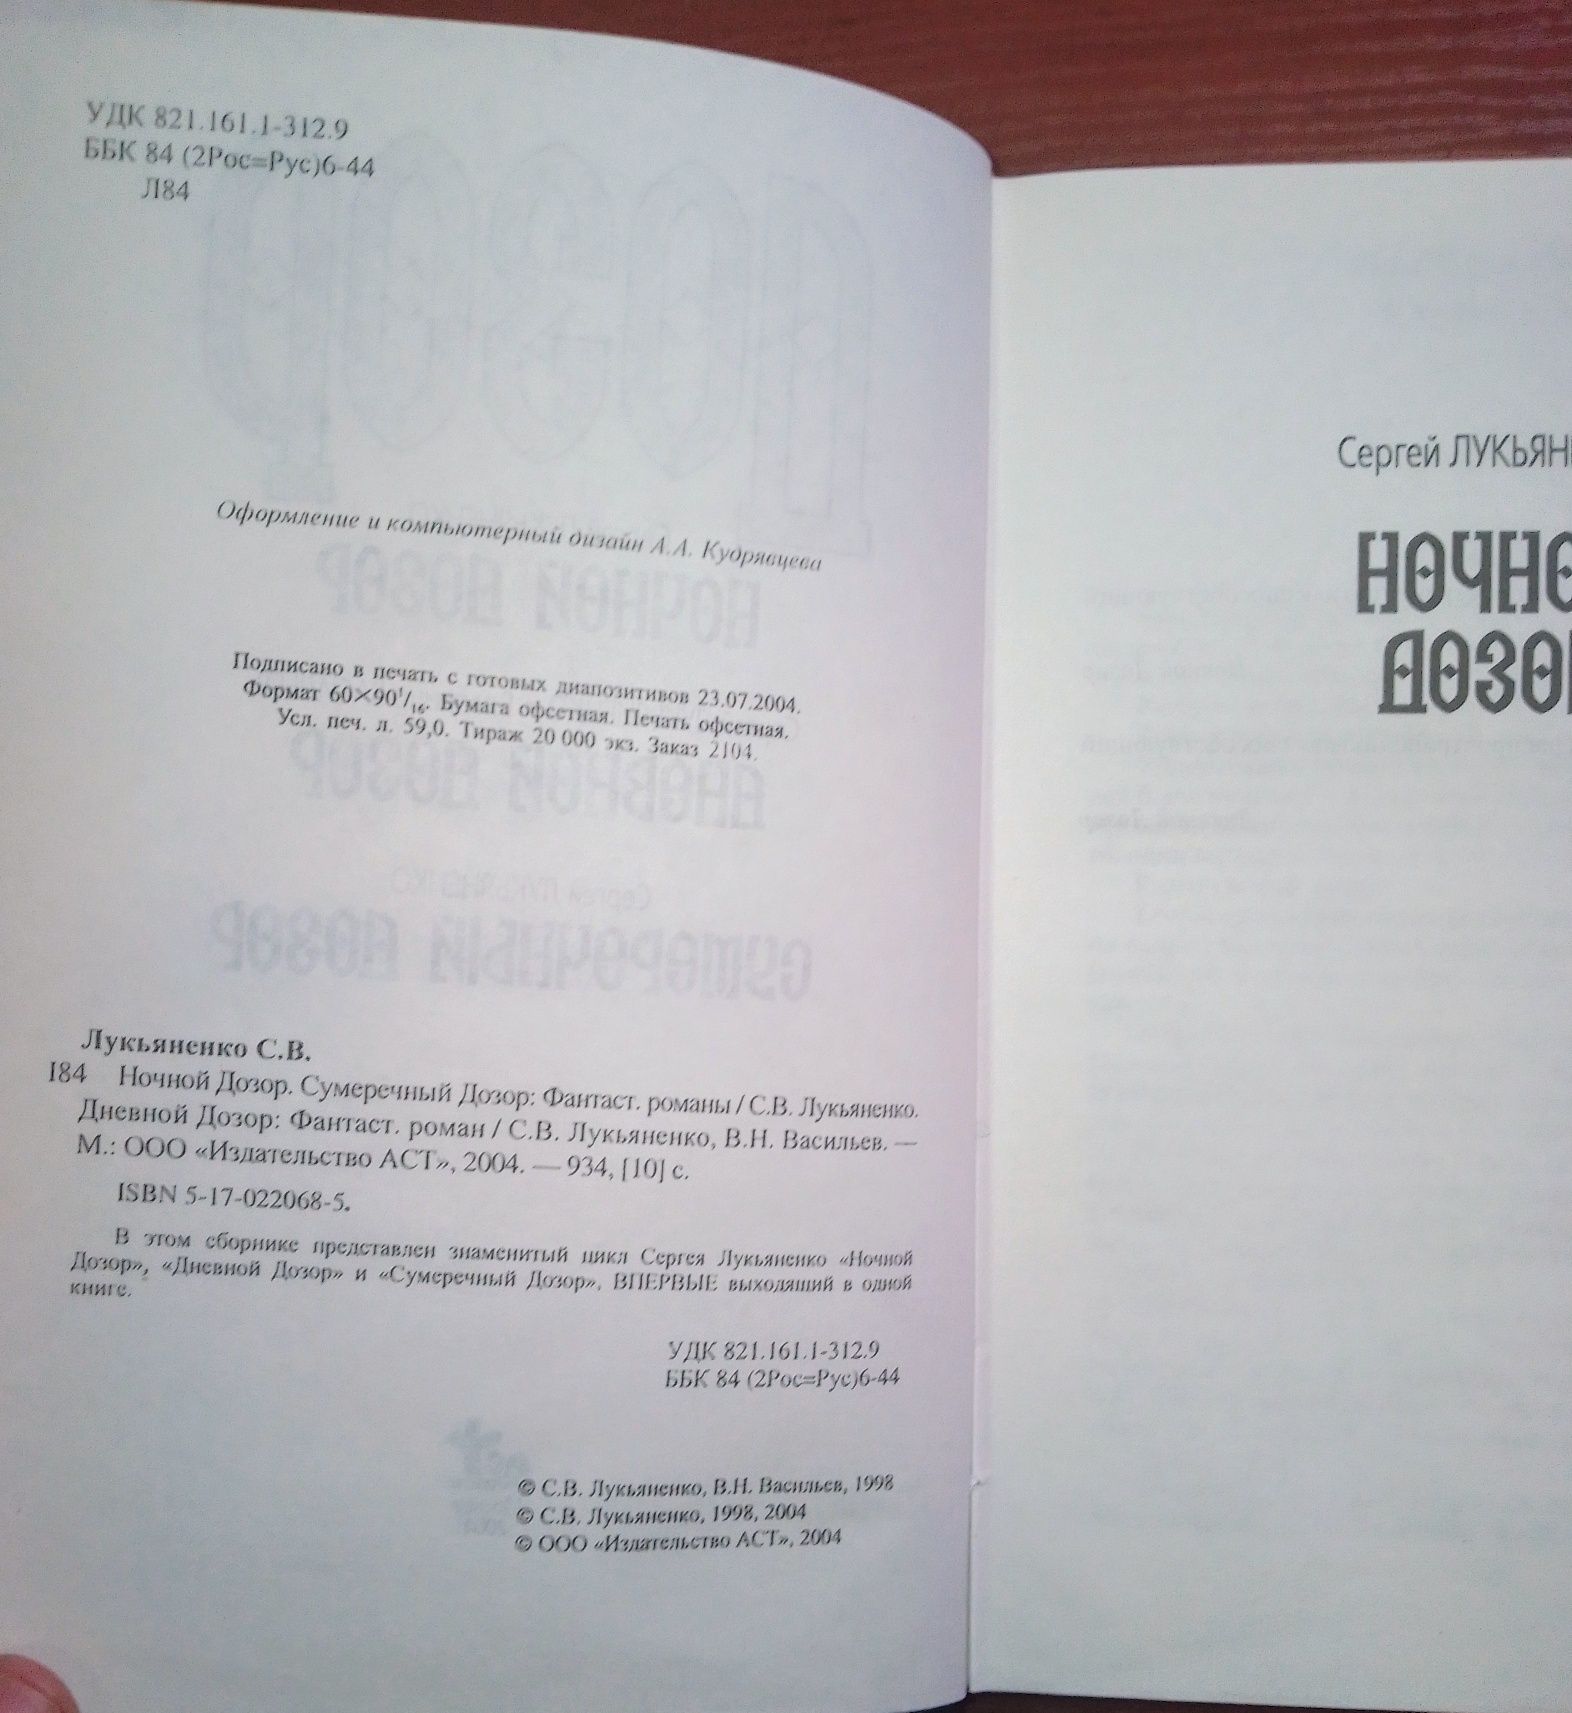 УДК 821.161.1-312.9
ББК 84 (2Рос=Рус)6-44
Л84
Оформление и компьютерный дизайн А.А. Кудрявцева
Подписано в печать с готовых диапозитивов 23.07.2004.
Формат 60×90¹/₁₆. Бумага офсетная. Печать офсетная.
Усл. печ. л. 59,0. Тираж 20 000 экз. Заказ 2104.
Лукьяненко С.В.
184 Ночной Дозор. Сумеречный Дозор: Фантаст. романы / С.В. Лукьяненко.
Дневной Дозор: Фантаст. роман / С.В. Лукьяненко, В.Н. Васильев. —
М.: ООО «Издательство АСТ», 2004. — 934, [10] с.
ISBN 5-17-022068-5.
В этом сборнике представлен знаменитый цикл Сергея Лукьяненко «Ночной
Дозор», «Дневной Дозор» и «Сумеречный Дозор», ВПЕРВЫЕ выходящий в одной
книге.
УДК 821.161.1-312.9
ББК 84 (2Рос=Рус)6-44
© С.В. Лукьяненко, В.Н. Васильев, 1998
© С.В. Лукьяненко, 1998, 2004
© ООО «Издательство АСТ», 2004
Сергей ЛУКЬЯН
НОЧНО
ДОЗО